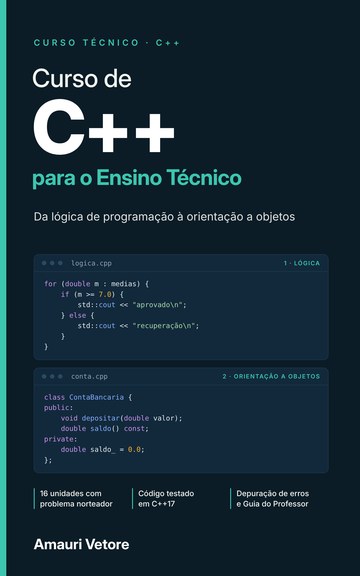 CURSO TÉCNICO · C++
Curso de
C++
para o Ensino Técnico
Da lógica de programação à orientação a objetos
logica.cpp
1 · LÓGICA
for (double m : medias) {
    if (m >= 7.0) {
        std::cout << "aprovado\n";
    } else {
        std::cout << "recuperação\n";
    }
}
conta.cpp
2 · ORIENTAÇÃO A OBJETOS
class ContaBancaria {
public:
    void depositar(double valor);
    double saldo() const;
private:
    double saldo_ = 0.0;
};
16 unidades com
problema norteador
Código testado
em C++17
Depuração de erros
e Guia do Professor
Amauri Vetore